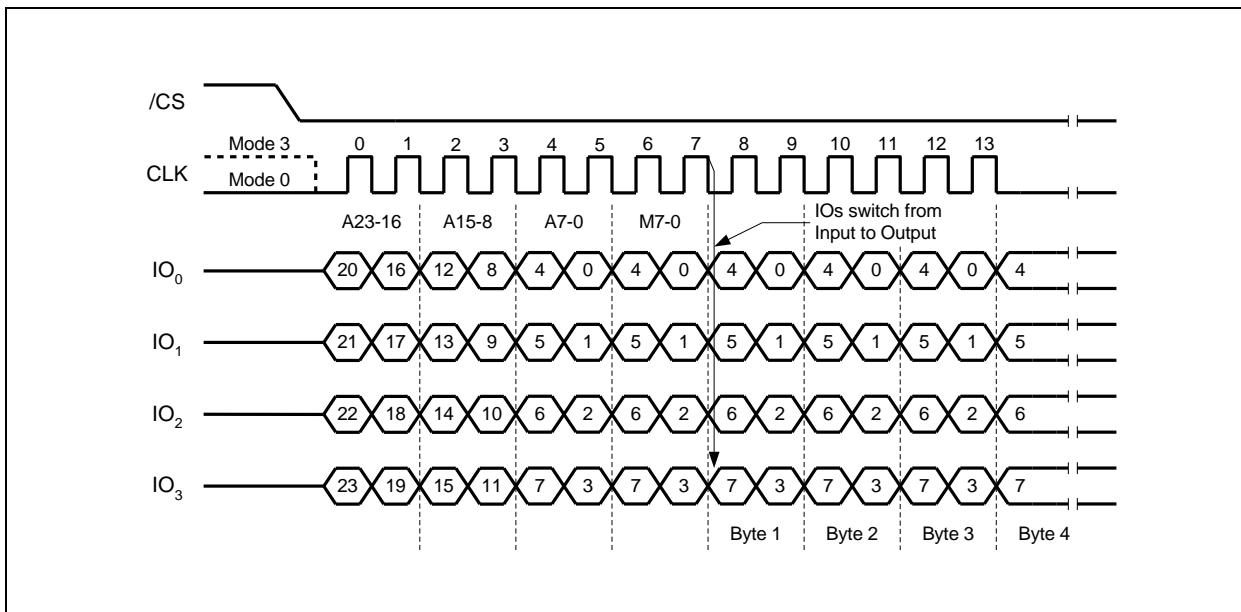 /CS
Mode 3 0 1 2 3 4 5 6 7 8 9 10 11 12 13
CLK
Mode 0
IOs switch from
A23-16 A15-8 A7-0 M7-0
Input to Output
IO0 20 16 12 8 4 0 4 0 4 0 4 0 4 0 4
IO1 21 17 13 9 5 1 5 1 5 1 5 1 5 1 5
IO2 22 18 14 10 6 2 6 2 6 2 6 2 6 2 6
IO3 23 19 15 11 7 3 7 3 7 3 7 3 7 3 7
Byte 1 Byte 2 Byte 3 Byte 4